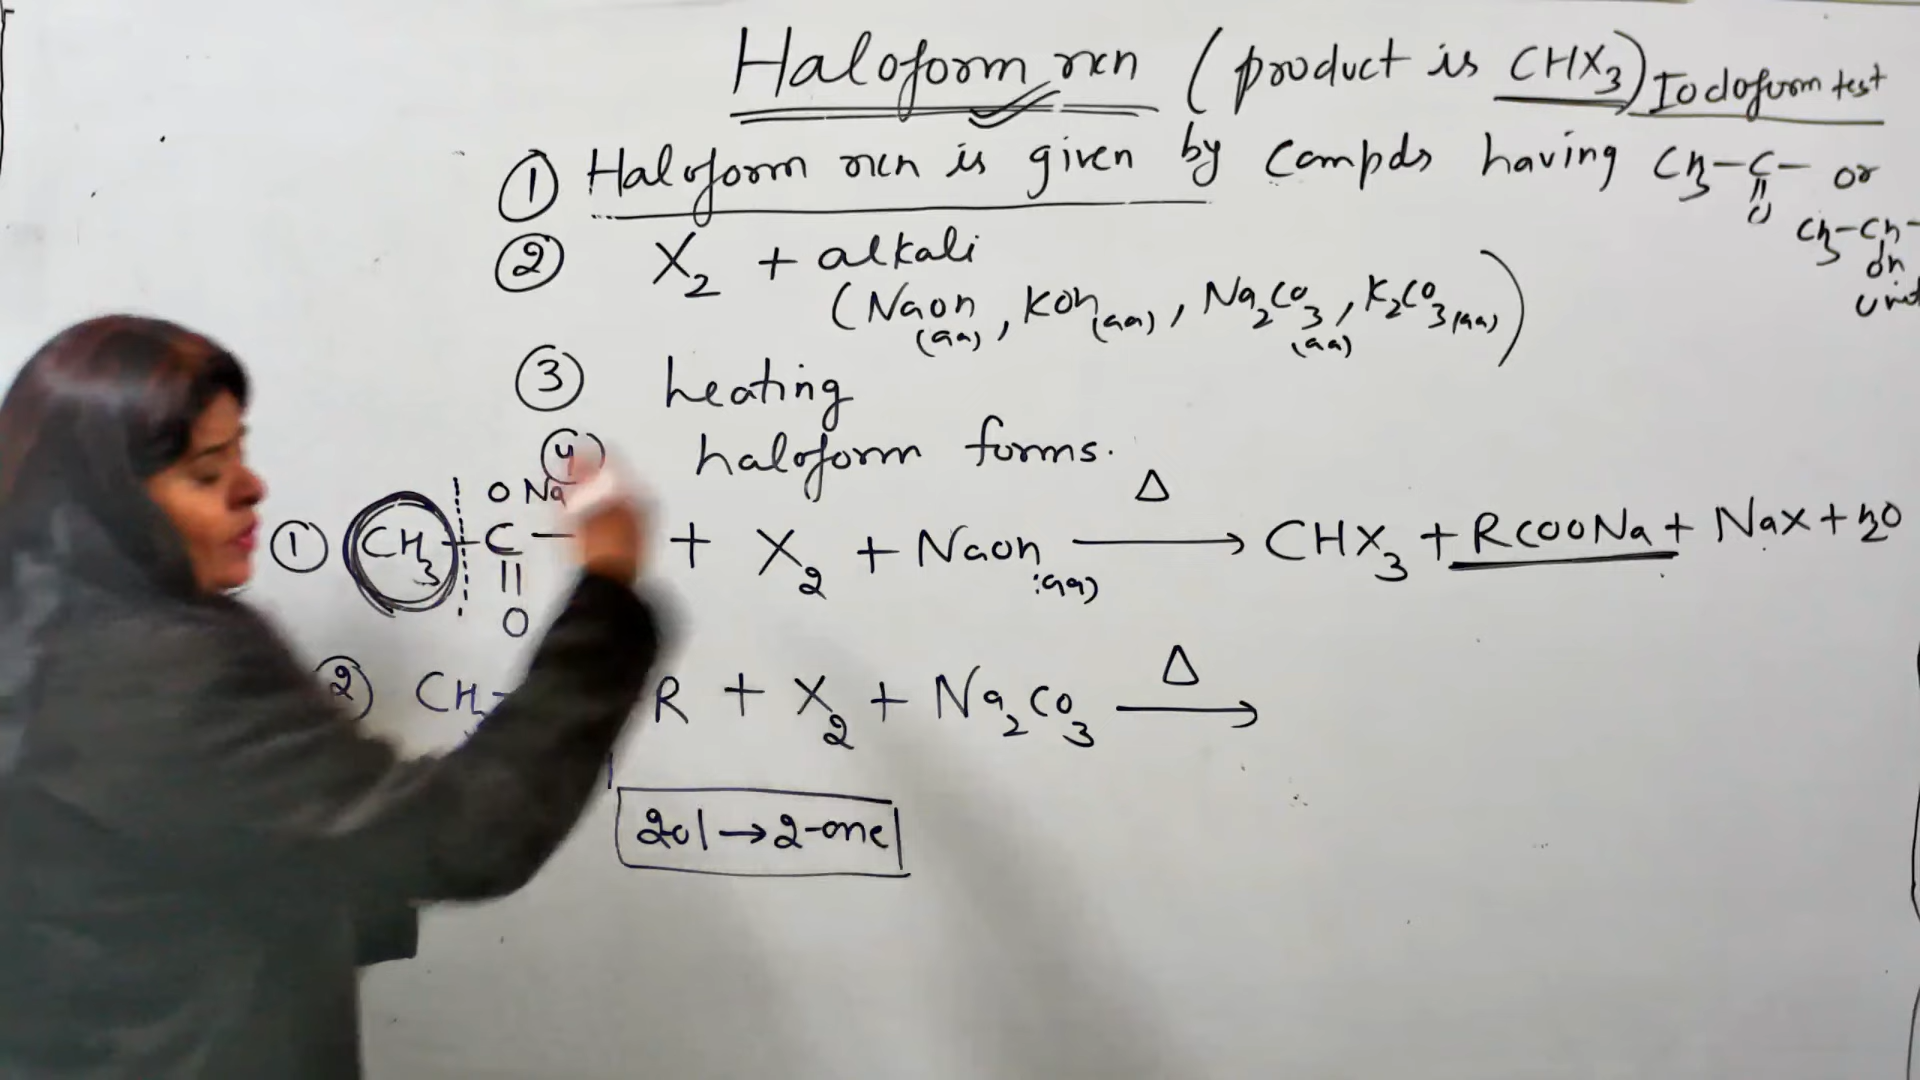 Haloform rxn (product is CHX3) Iodoform test
① Haloform rxn is given by Compds having CH3-C- or
O
CH3-CH-
OH
② X2 + alkali
(NaOH(aq), KOH(aq), Na2CO3(aq), K2CO3(aq))
③ heating
④ haloform forms.
O Na
① CH3-C- + X2 + NaOH(aq) Δ→ CHX3 + RCOONa + NaX + H2O
O
② CH R + X2 + Na2CO3 Δ→
2ol → 2-one